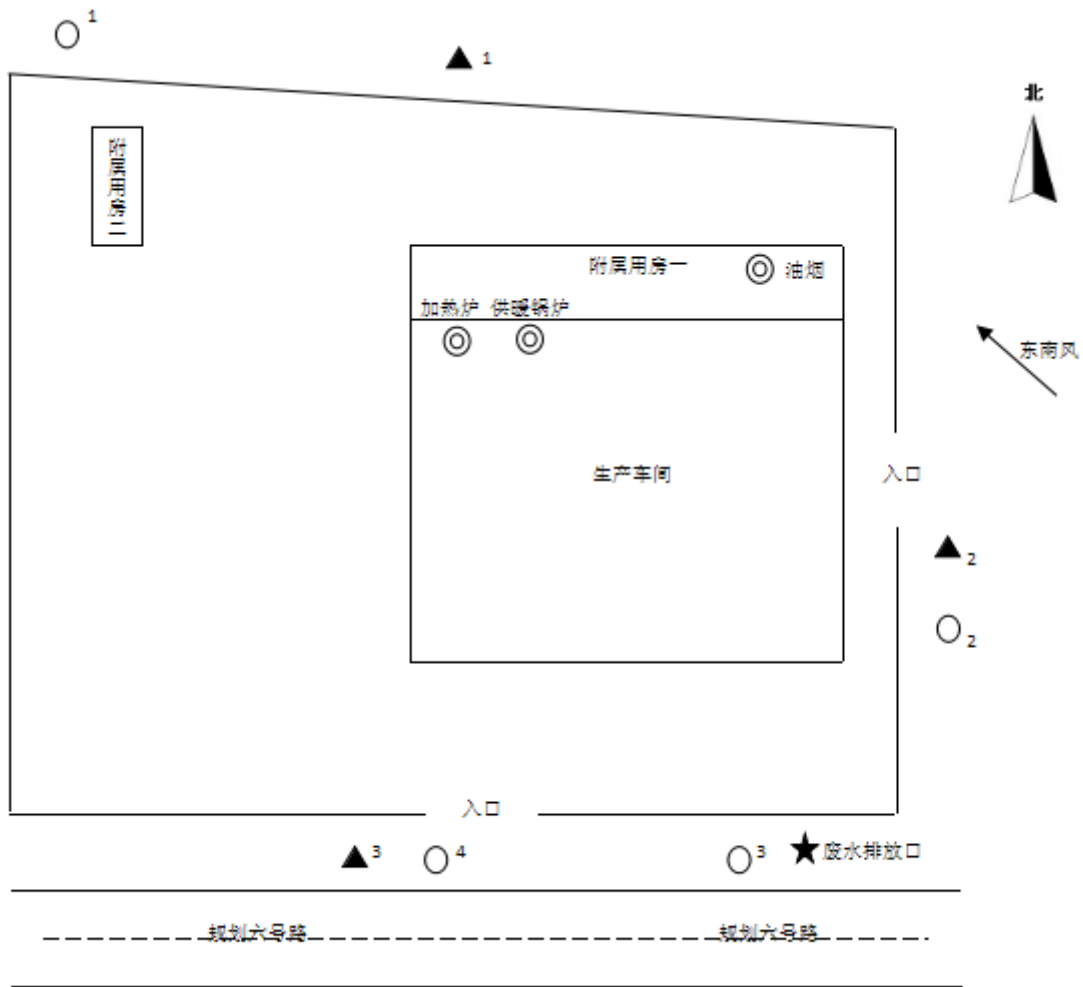 1
1
北
附属用房二
附属用房一
油烟
加热炉 供暖锅炉
东南风
生产车间
入口
2
2
入口
3
4
3
废水排放口
规划六号路
规划六号路